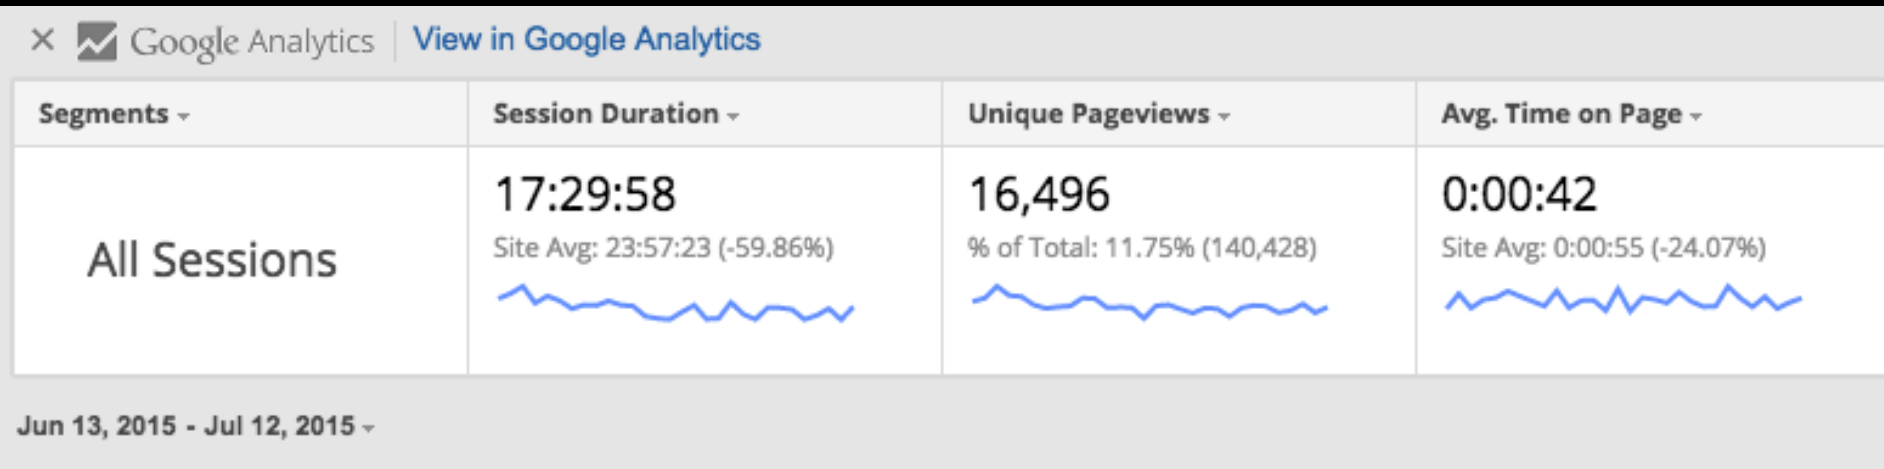 Google Analytics View in Google Analytics
Segments Session Duration Unique Pageviews Avg. Time on Page
17:29:58 16,496 0:00:42
All Sessions Site Avg: 23:57:23 (-59.86%) % of Total: 11.75% (140,428) Site Avg: 0:00:55 (-24.07%)
Jun 13, 2015 - Jul 12, 2015